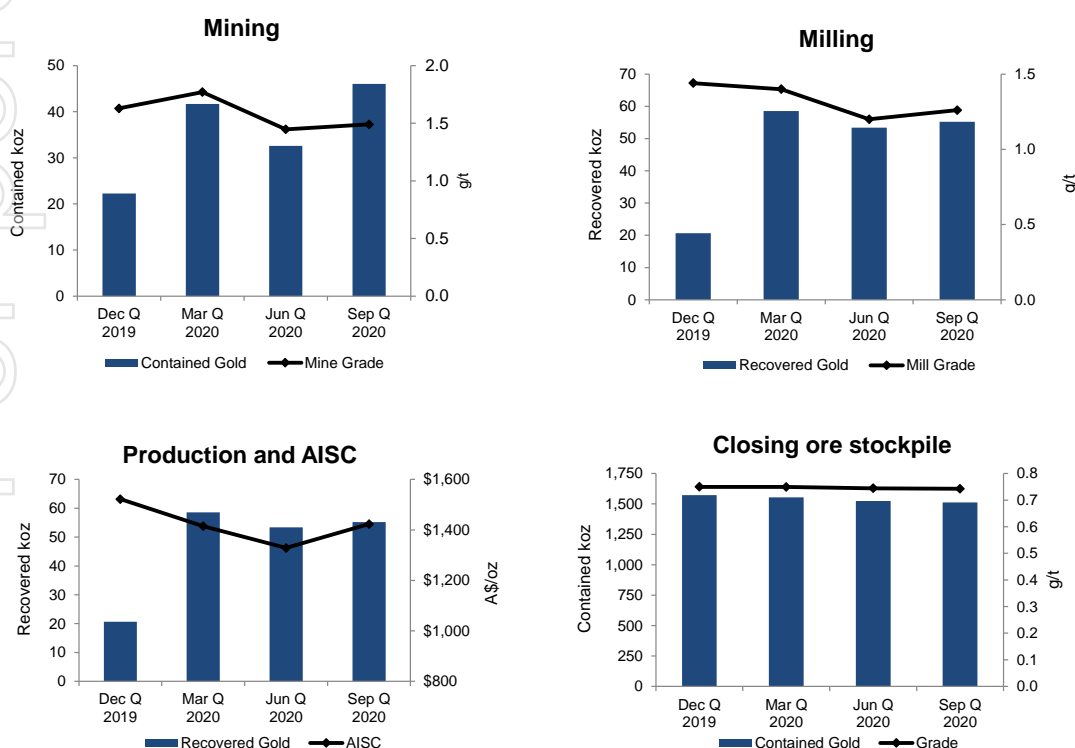 Mining
50
40
30
20
10
0
2.0
1.5
1.0
0.5
0.0
Contained koz
g/t
Dec Q
2019
Mar Q
2020
Jun Q
2020
Sep Q
2020
Contained Gold
Mine Grade
Milling
70
60
50
40
30
20
10
0
1.5
1.0
0.5
0.0
Recovered koz
g/t
Dec Q
2019
Mar Q
2020
Jun Q
2020
Sep Q
2020
Recovered Gold
Mill Grade
Production and AISC
70
60
50
40
30
20
10
0
$1,600
$1,400
$1,200
$1,000
$800
Recovered koz
A$/oz
Dec Q
2019
Mar Q
2020
Jun Q
2020
Sep Q
2020
Recovered Gold
AISC
Closing ore stockpile
1,750
1,500
1,250
1,000
750
500
250
0
0.8
0.7
0.6
0.5
0.4
0.3
0.2
0.1
0.0
Contained koz
g/t
Dec Q
2019
Mar Q
2020
Jun Q
2020
Sep Q
2020
Contained Gold
Grade